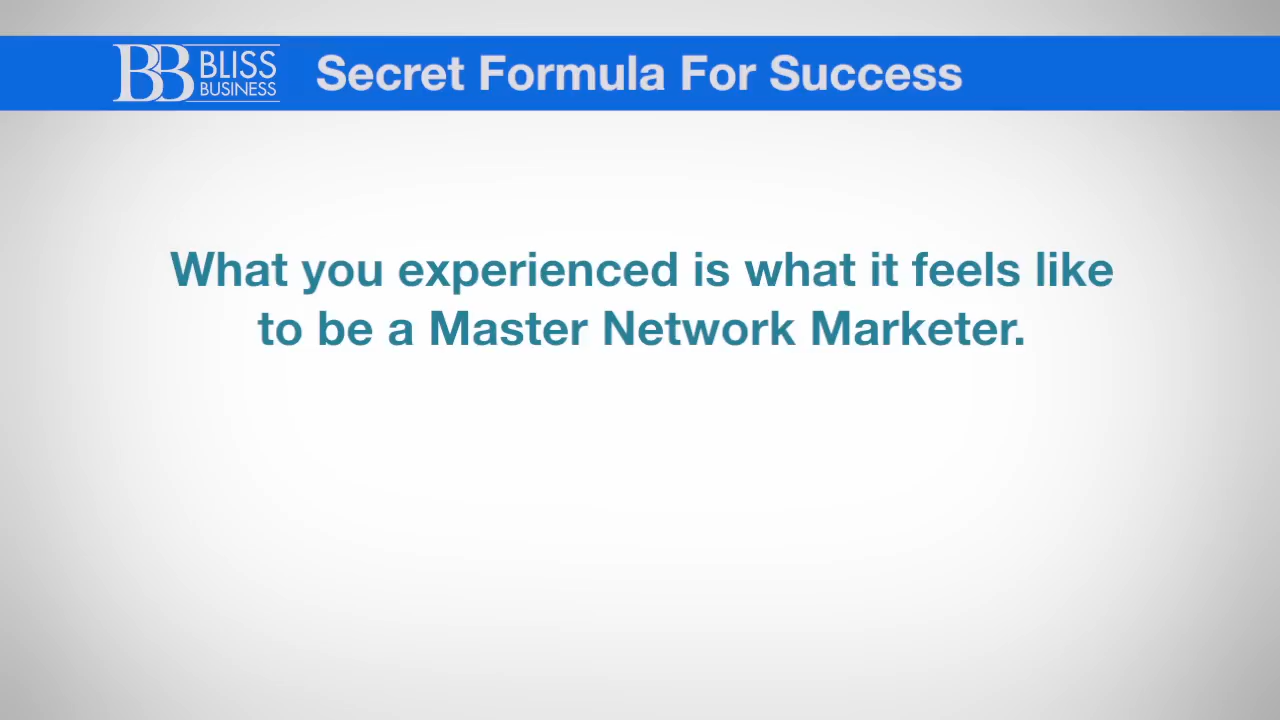 BB BLISS
BUSINESS
Secret Formula For Success
What you experienced is what it feels like
to be a Master Network Marketer.